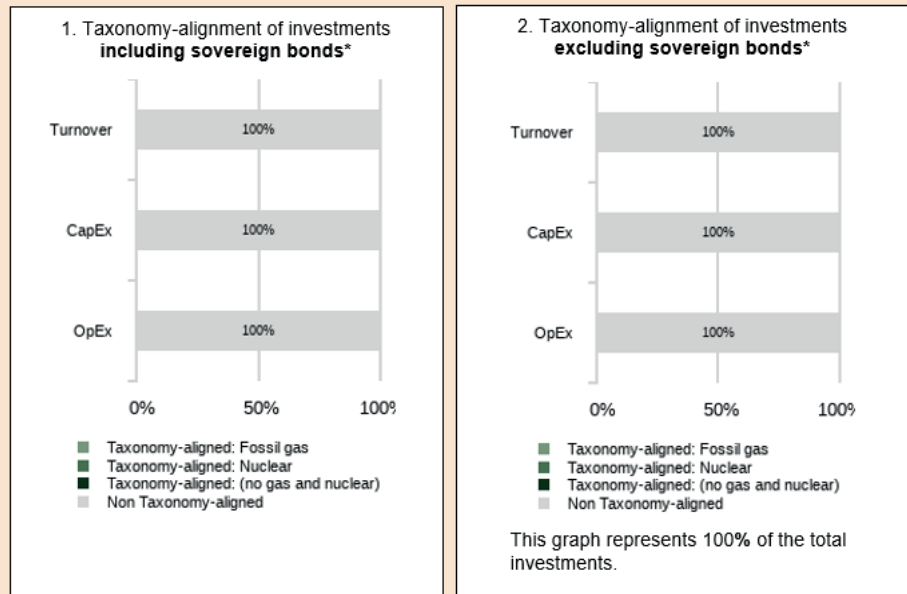 1. Taxonomy-alignment of investments
including sovereign bonds*
Turnover
100%
CapEx
100%
OpEx
100%
0% 50% 100%
Taxonomy-aligned: Fossil gas
Taxonomy-aligned: Nuclear
Taxonomy-aligned: (no gas and nuclear)
Non Taxonomy-aligned
2. Taxonomy-alignment of investments
excluding sovereign bonds*
Turnover
100%
CapEx
100%
OpEx
100%
0% 50% 100%
Taxonomy-aligned: Fossil gas
Taxonomy-aligned: Nuclear
Taxonomy-aligned: (no gas and nuclear)
Non Taxonomy-aligned
This graph represents 100% of the total
investments.